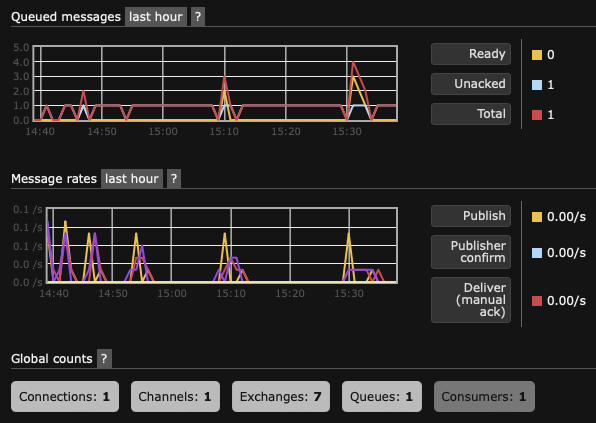 Queued messages last hour ?
5.0
4.0
3.0
2.0
1.0
0.0
14:40 14:50 15:00 15:10 15:20 15:30
Ready 0
Unacked 1
Total 1
Message rates last hour ?
0.1 /s
0.1 /s
0.1 /s
0.0 /s
0.0 /s
14:40 14:50 15:00 15:10 15:20 15:30
Publish 0.00/s
Publisher
confirm 0.00/s
Deliver
(manual
ack) 0.00/s
Global counts ?
Connections: 1 Channels: 1 Exchanges: 7 Queues: 1 Consumers: 1